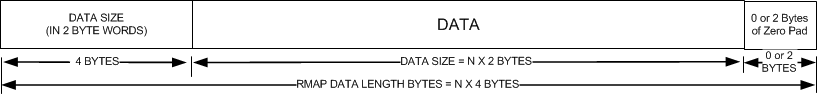 DATA SIZE
(IN 2 BYTE WORDS)
DATA
0 or 2 Bytes
of Zero Pad
4 BYTES
DATA SIZE = N X 2 BYTES
0 or 2
BYTES
RMAP DATA LENGTH BYTES = N X 4 BYTES